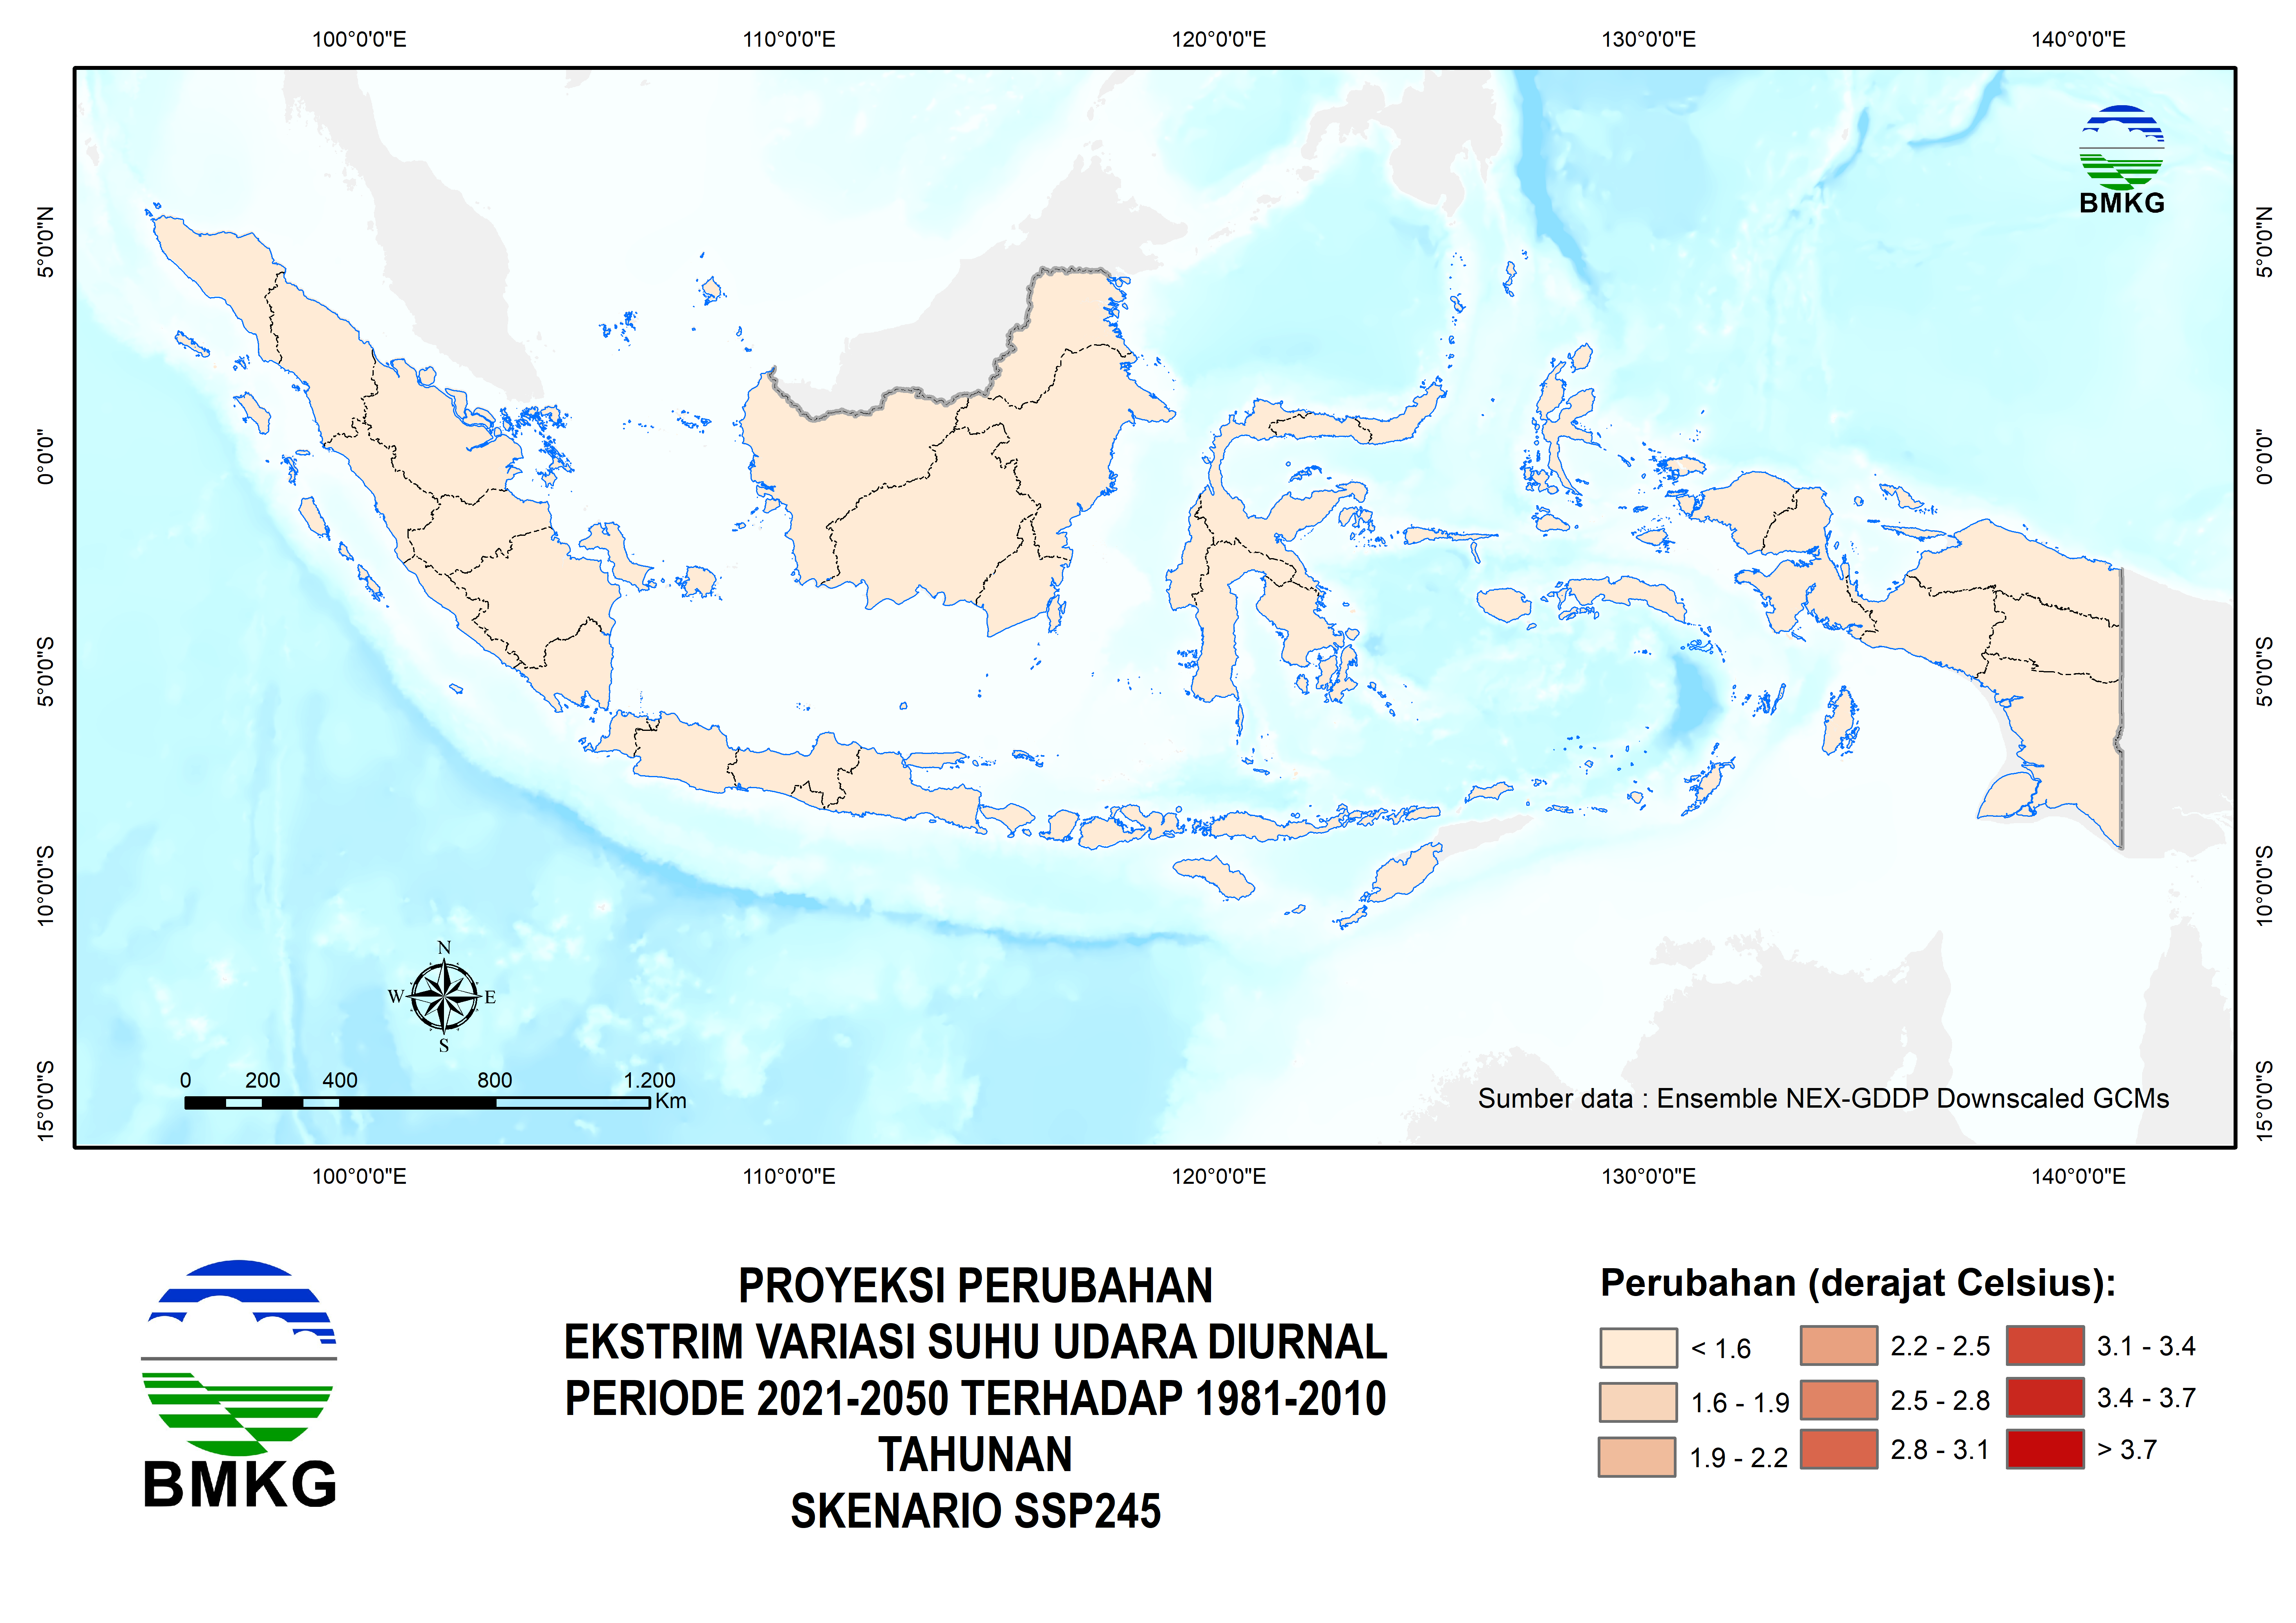 100°0'0"E 110°0'0"E 120°0'0"E 130°0'0"E 140°0'0"E
BMKG
5°0'0"N 5°0'0"N
0°0'0" 0°0'0"
5°0'0"S 5°0'0"S
10°0'0"S 10°0'0"S
15°0'0"S 15°0'0"S
N
W E
S
0 200 400 800 1.200
Km
Sumber data : Ensemble NEX-GDDP Downscaled GCMs
100°0'0"E 110°0'0"E 120°0'0"E 130°0'0"E 140°0'0"E
BMKG
PROYEKSI PERUBAHAN
EKSTRIM VARIASI SUHU UDARA DIURNAL
PERIODE 2021-2050 TERHADAP 1981-2010
TAHUNAN
SKENARIO SSP245
Perubahan (derajat Celsius):
< 1.6
1.6 - 1.9
1.9 - 2.2
2.2 - 2.5
2.5 - 2.8
2.8 - 3.1
3.1 - 3.4
3.4 - 3.7
> 3.7